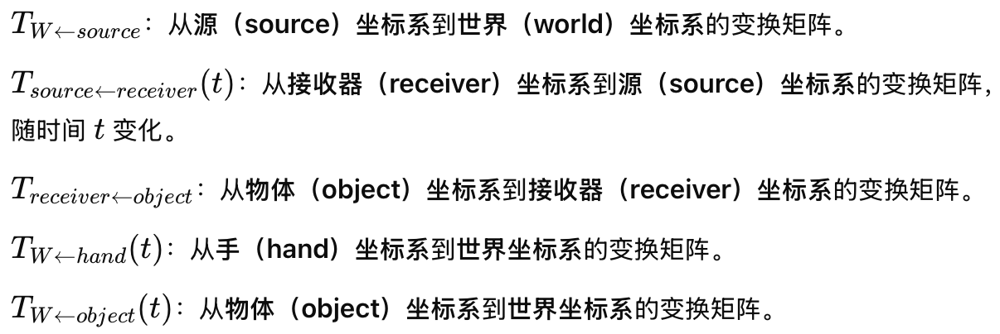 T_{W←source}：从源（source）坐标系到世界（world）坐标系的变换矩阵。
T_{source←receiver}(t)：从接收器（receiver）坐标系到源（source）坐标系的变换矩阵，
随时间 t 变化。
T_{receiver←object}：从物体（object）坐标系到接收器（receiver）坐标系的变换矩阵。
T_{W←hand}(t)：从手（hand）坐标系到世界坐标系的变换矩阵。
T_{W←object}(t)：从物体（object）坐标系到世界坐标系的变换矩阵。